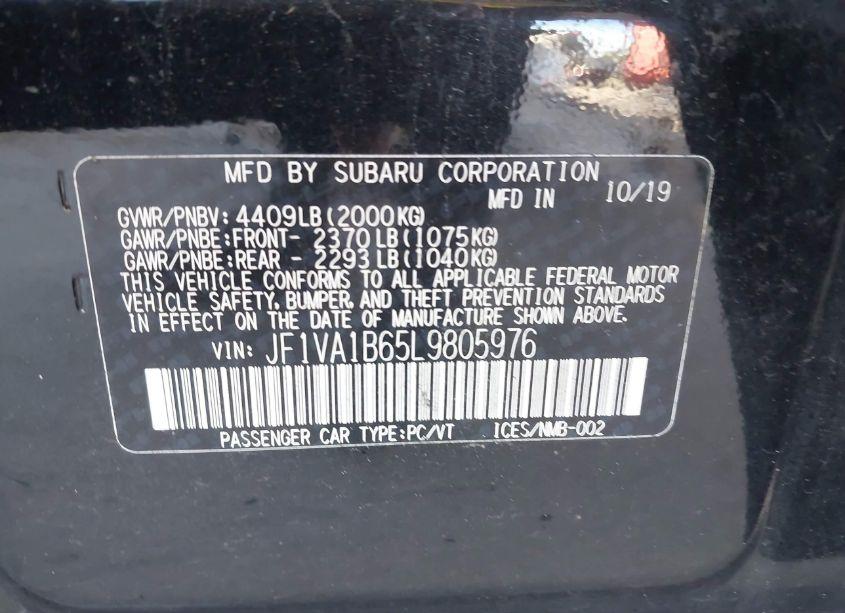 MFD BY SUBARU CORPORATION
MFD IN 10/19
GVWR/PNBV: 4409LB(2000KG)
GAWR/PNBE:FRONT- 2370LB(1075KG)
GAWR/PNBE:REAR - 2293LB(1040KG)
THIS VEHICLE CONFORMS TO ALL APPLICABLE FEDERAL MOTOR
VEHICLE SAFETY, BUMPER, AND THEFT PREVENTION STANDARDS
IN EFFECT ON THE DATE OF MANUFACTURE SHOWN ABOVE.
VIN: JF1VA1B65L9805976
PASSENGER CAR TYPE:PC/VT ICES/NMB-002